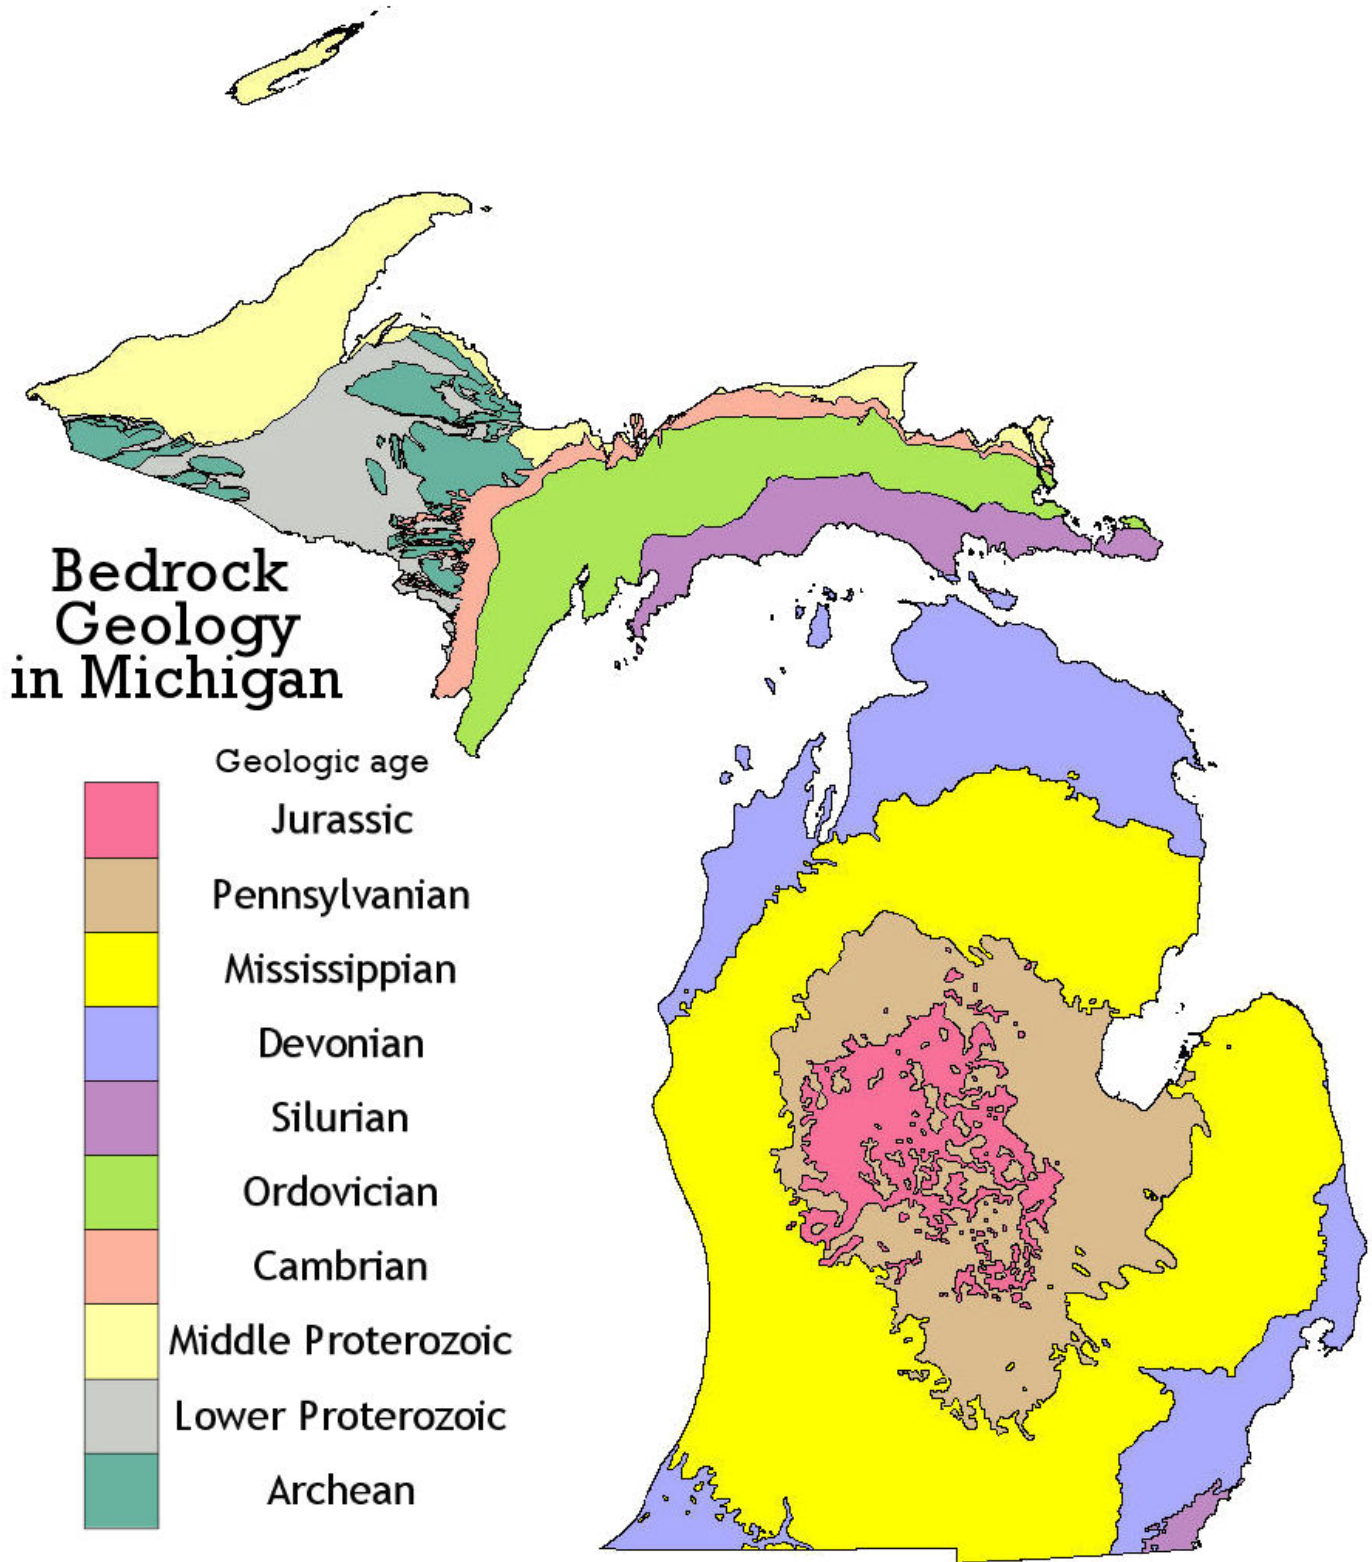 Bedrock
Geology
in Michigan
Geologic age
Jurassic
Pennsylvanian
Mississippian
Devonian
Silurian
Ordovician
Cambrian
Middle Proterozoic
Lower Proterozoic
Archean